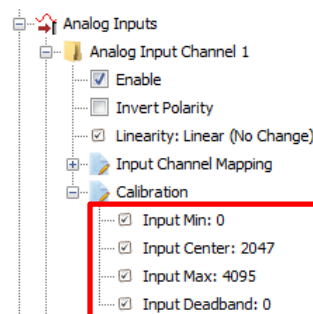 Analog Inputs
Analog Input Channel 1
Enable
Invert Polarity
Linearity: Linear (No Change)
Input Channel Mapping
Calibration
Input Min: 0
Input Center: 2047
Input Max: 4095
Input Deadband: 0